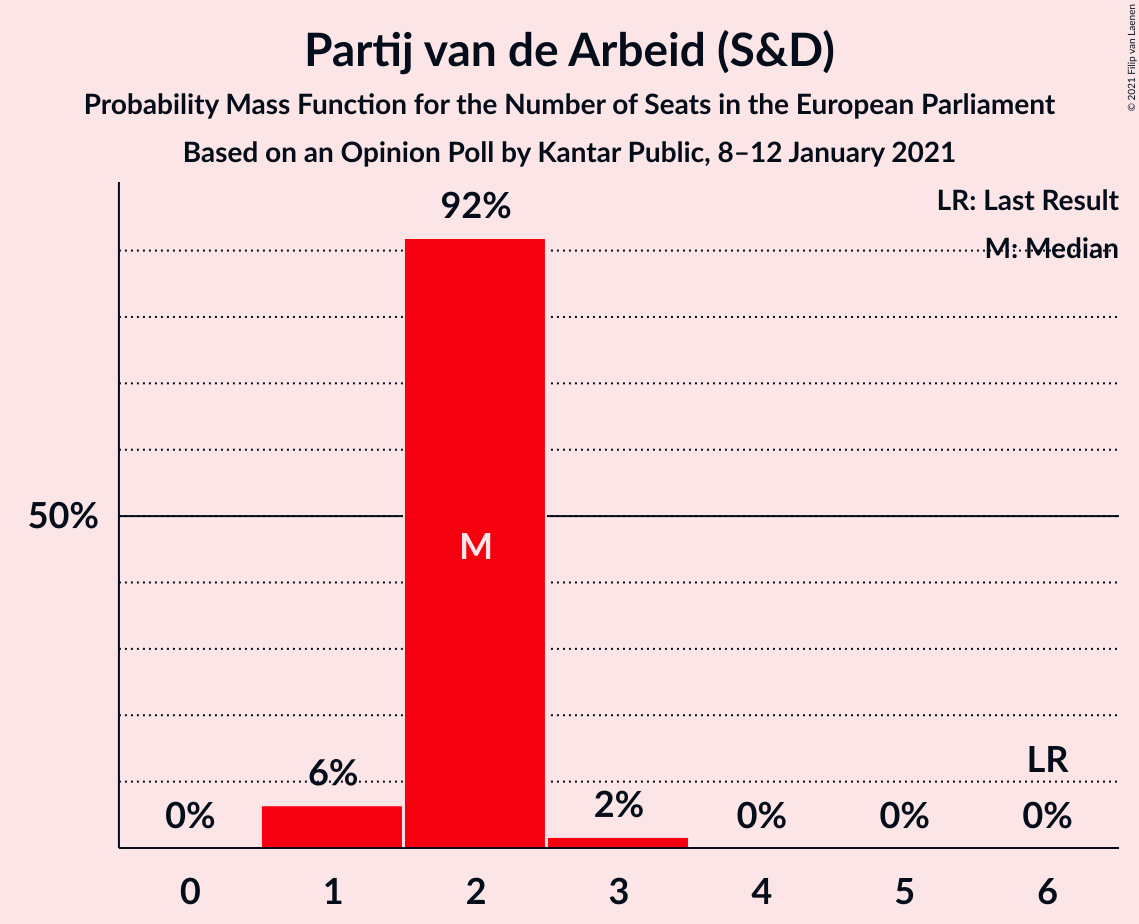 Partij van de Arbeid (S&D)
Probability Mass Function for the Number of Seats in the European Parliament
Based on an Opinion Poll by Kantar Public, 8–12 January 2021
© 2021 Filip van Laenen
LR: Last Result
M: Median
92%
50%
M
6%
2%
LR
0%
0%
0%
0%
0 1 2 3 4 5 6